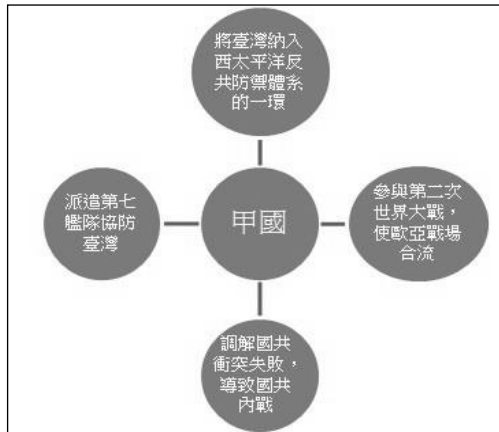 將臺灣納入
西太平洋反
共防禦體系
的一環
派遣第七
艦隊協防
臺灣
甲國
參與第二次
世界大戰，
使歐亞戰場
合流
調解國共
衝突失敗，
導致國共
內戰